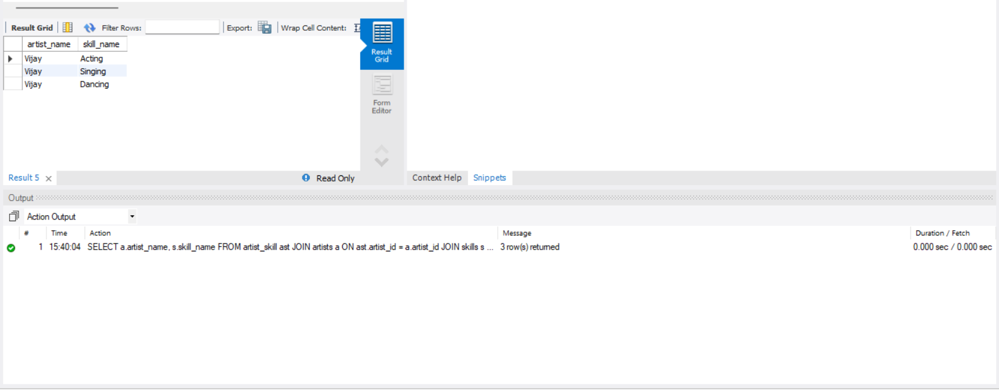 Result Grid Filter Rows: Export: Wrap Cell Content:
artist_name skill_name
Vijay Acting
Vijay Singing
Vijay Dancing
Result
Grid
Form
Editor
Result 5 Read Only Context Help Snippets
Output
Action Output
# Time Action Message Duration / Fetch
1 15:40:04 SELECT a.artist_name, s.skill_name FROM artist_skill ast JOIN artists a ON ast.artist_id = a.artist_id JOIN skills s ... 3 row(s) returned 0.000 sec / 0.000 sec